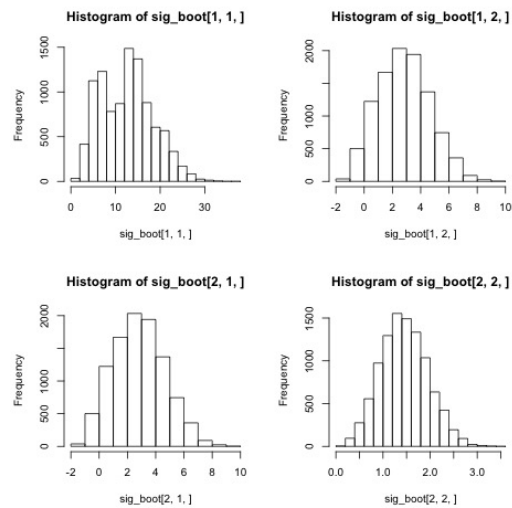 Histogram of sig_boot[1, 1, ]
Frequency
0 500 1000 1500
0 10 20 30
sig_boot[1, 1, ]
Histogram of sig_boot[1, 2, ]
Frequency
0 500 1000 2000
-2 0 2 4 6 8 10
sig_boot[1, 2, ]
Histogram of sig_boot[2, 1, ]
Frequency
0 500 1000 2000
-2 0 2 4 6 8 10
sig_boot[2, 1, ]
Histogram of sig_boot[2, 2, ]
Frequency
0 500 1000 1500
0.0 1.0 2.0 3.0
sig_boot[2, 2, ]